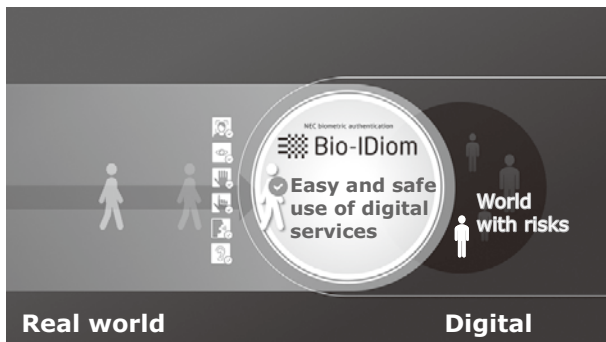 NEC biometric authentication
Bio-IDiom
Easy and safe
use of digital
services
World
with risks
Real world
Digital